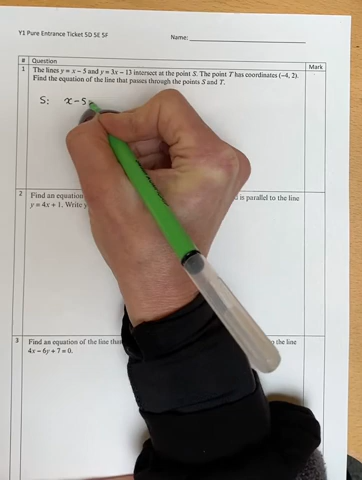 Y1 Pure Entrance Ticket 5D 5E 5F
Name:
# Question Mark
1 The lines y = x – 5 and y = 3x – 13 intersect at the point S. The point T has coordinates (–4, 2).
Find the equation of the line that passes through the points S and T.
S: x – 5
2 Find an equation is parallel to the line
y = 4x + 1. Write
3 Find an equation of the line the line
4x – 6y + 7 = 0.